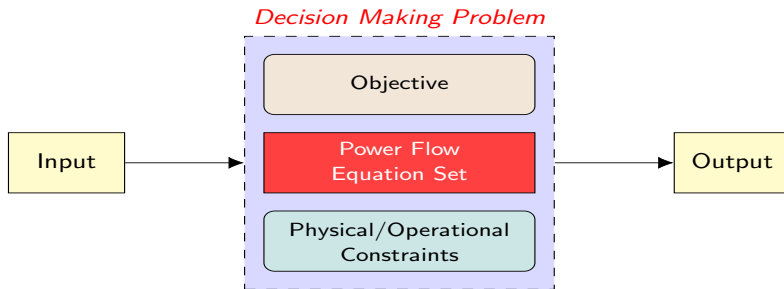 Decision Making Problem
Objective
Input
Power Flow
Equation Set
Output
Physical/Operational
Constraints